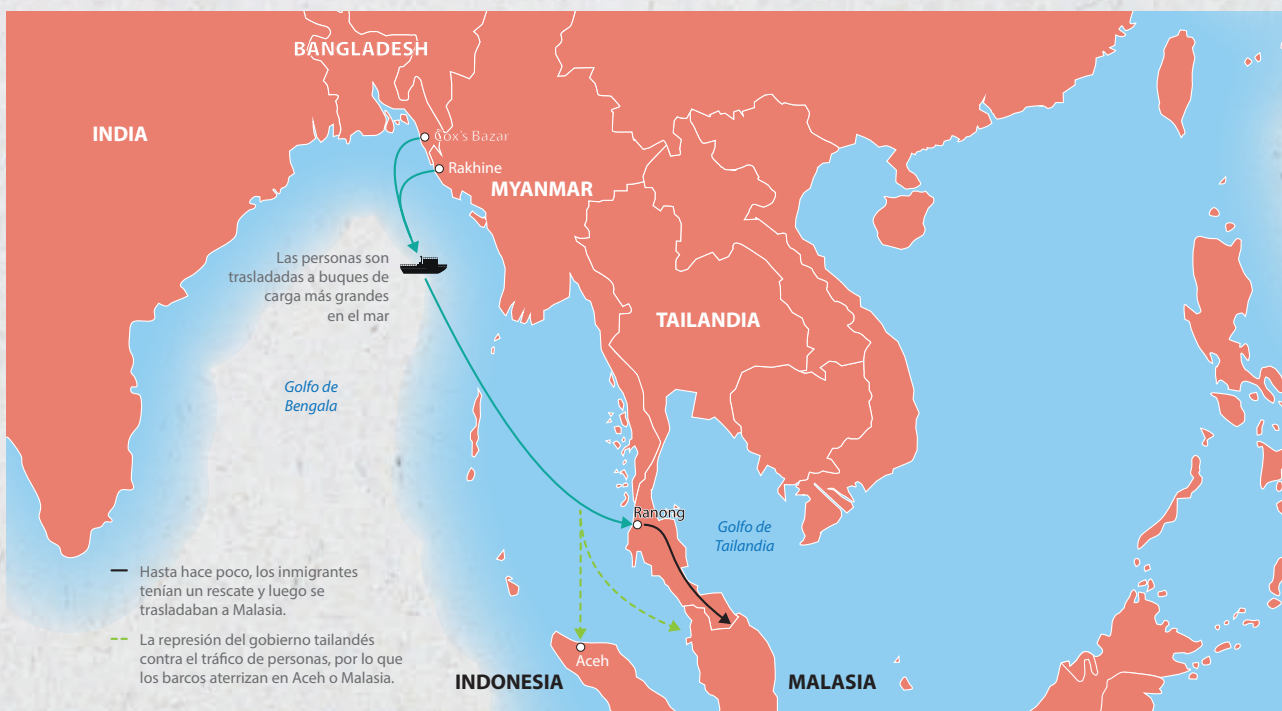 BANGLADESH
INDIA
Cox's Bazar
Rakhine
MYANMAR
Las personas son
trasladadas a buques de
carga más grandes
en el mar
TAILANDIA
Golfo de
Bengala
Ranong
Golfo de
Tailandia
Hasta hace poco, los inmigrantes
tenían un rescate y luego se
trasladaban a Malasia.
La represión del gobierno tailandés
contra el tráfico de personas, por lo que
los barcos aterrizan en Aceh o Malasia.
Aceh
INDONESIA
MALASIA